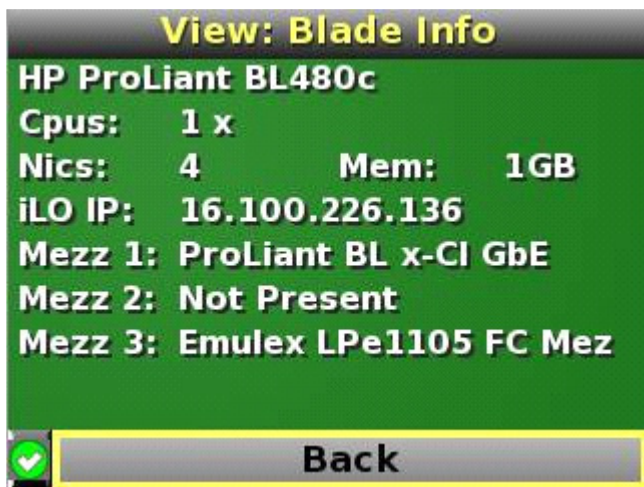 View: Blade Info
HP ProLiant BL480c
Cpus: 1 x
Nics: 4 Mem: 1GB
iLO IP: 16.100.226.136
Mezz 1: ProLiant BL x-Cl GbE
Mezz 2: Not Present
Mezz 3: Emulex LPe1105 FC Mez
Back